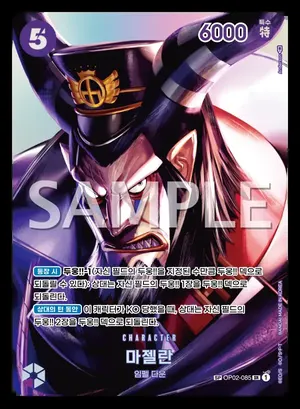 5
6000
특수
特
SAMPLE
등장 시 두웅!!-1(자신 필드의 두웅!!을 지정된 수만큼 두웅!! 덱으로
되돌릴 수 있다): 상대는 자신 필드의 두웅!! 1장을 두웅!! 덱으로
되돌린다.
상대의 턴 동안 이 캐릭터가 KO 당했을 때, 상대는 자신 필드의
두웅!! 2장을 두웅!! 덱으로 되돌린다.
CHARACTER
마젤란
임펠 다운
SP OP02-085 SR 1